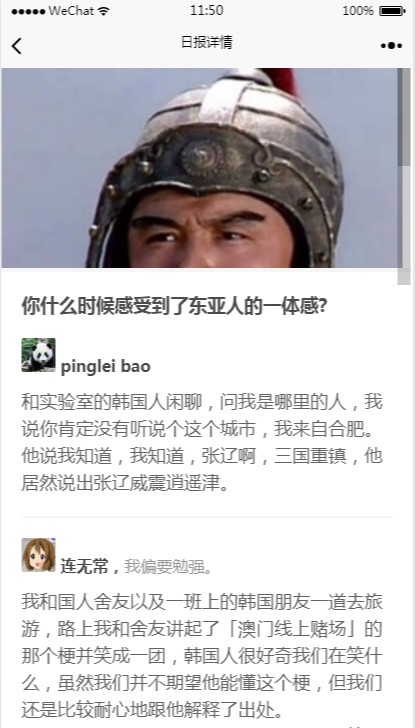 ●●●●● WeChat 11:50 100%
日报详情
你什么时候感受到了东亚人的一体感?
pinglei bao
和实验室的韩国人闲聊，问我是哪里的人，我
说你肯定没有听说个这个城市，我来自合肥。
他说我知道，我知道，张辽啊，三国重镇，他
居然说出张辽威震逍遥津。
连无常，我偏要勉强。
我和国人舍友以及一班上的韩国朋友一道去旅
游，路上我和舍友讲起了「澳门线上赌场」的
那个梗并笑成一团，韩国人很好奇我们在笑什
么，虽然我们并不期望他能懂这个梗，但我们
还是比较耐心地跟他解释了出处。